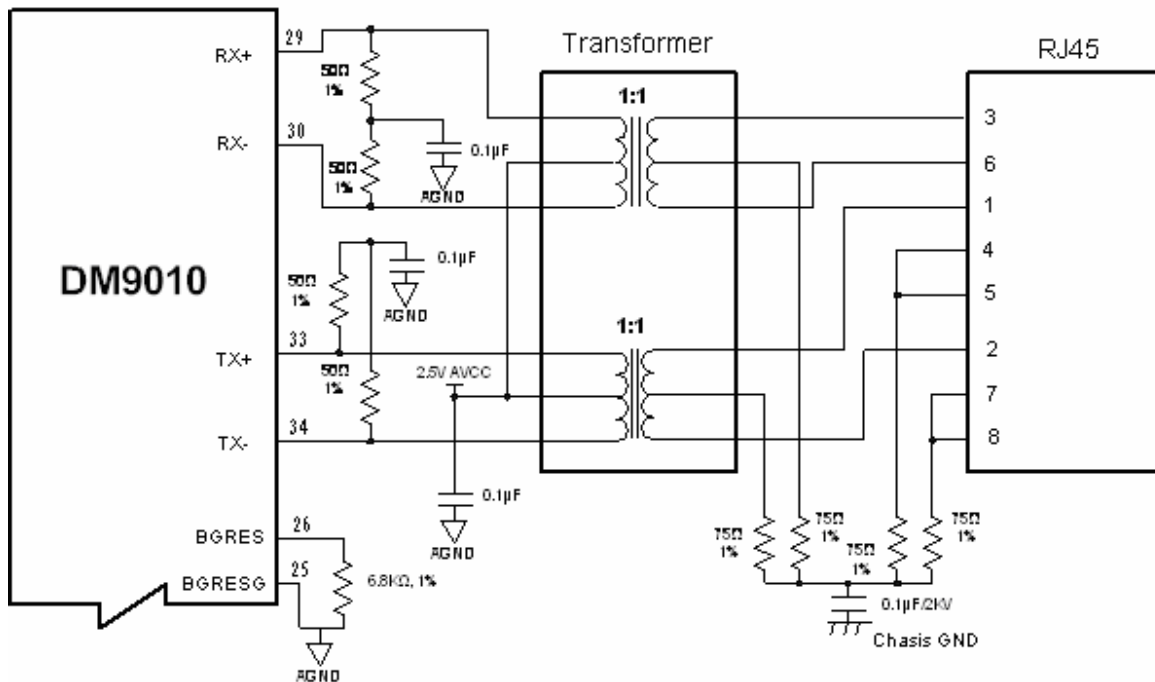 Transformer
RJ45
29
RX+
50Ω
1%
1:1
3
30
RX-
50Ω
1%
0.1µF
AGND
6
1
DM9010
50Ω
1%
0.1µF
AGND
4
5
1:1
33
TX+
50Ω
1%
2.5V AVCC
2
7
34
TX-
8
0.1µF
AGND
26
BGRES
25
BGRESG
6.8KΩ, 1%
AGND
75Ω
1%
75Ω
1%
75Ω
1%
75Ω
1%
0.1µF/2KV
Chasis GND